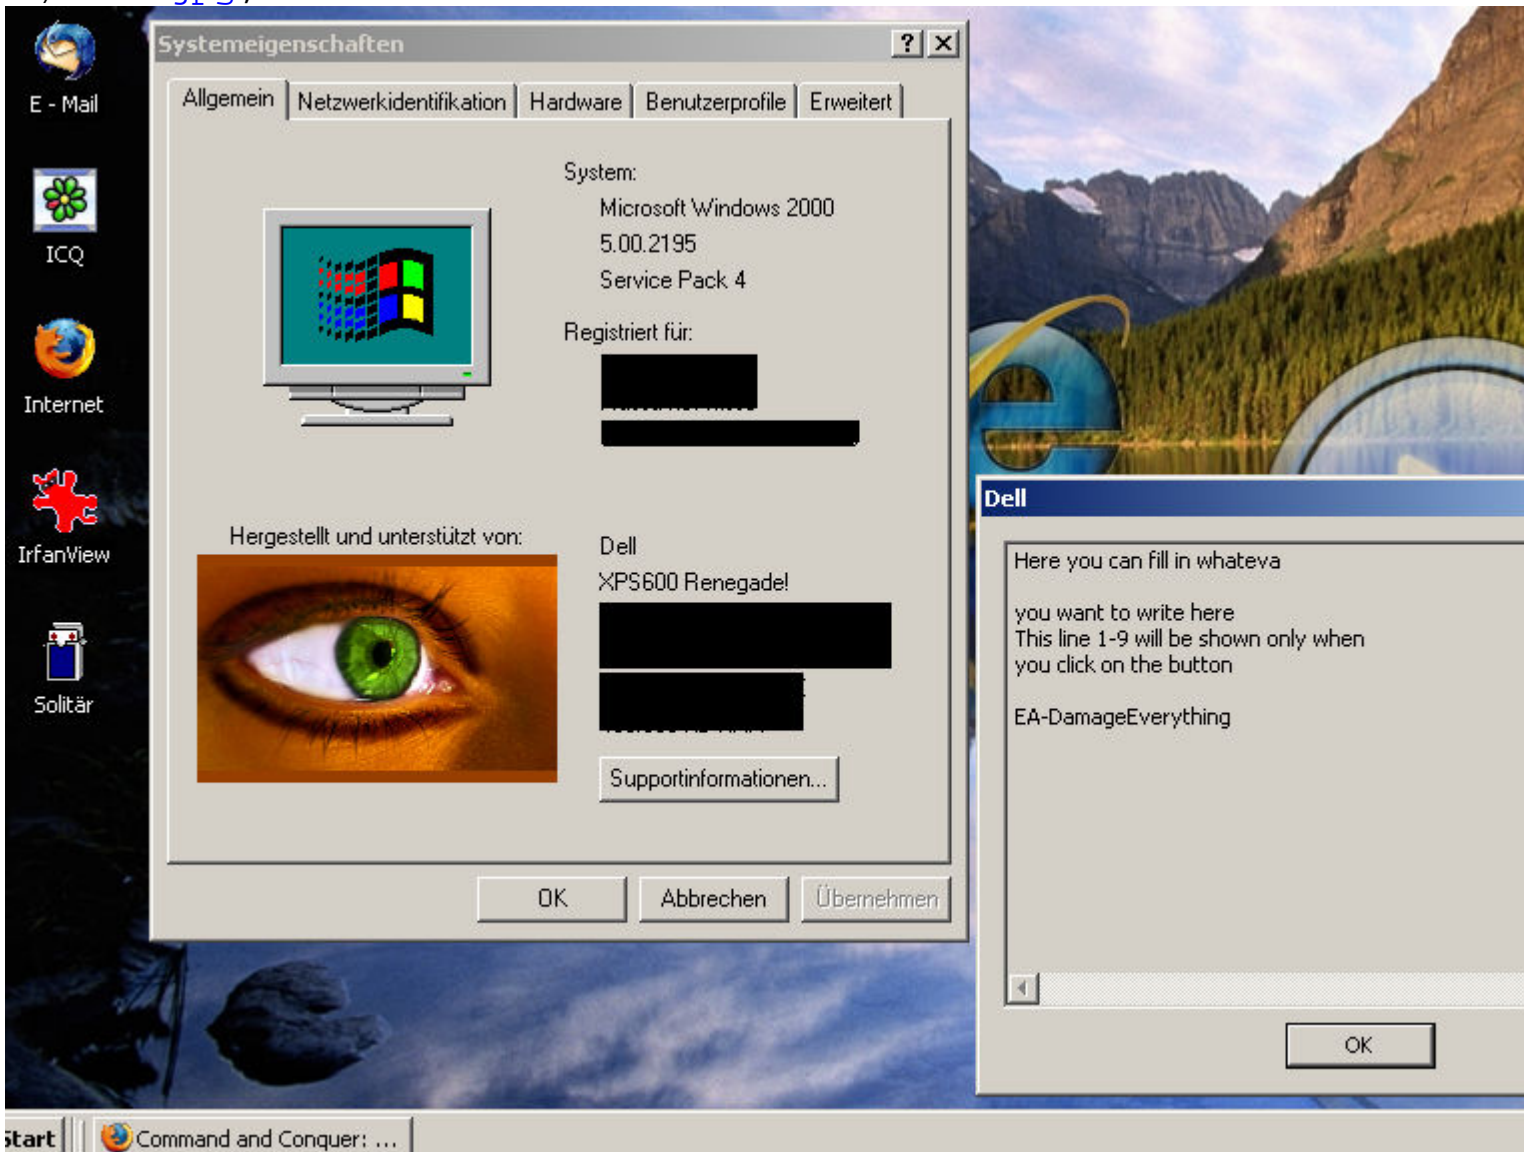 E - Mail
ICQ
Internet
IrfanView
Solitär
Systemeigenschaften
Allgemein
Netzwerkidentifikation
Hardware
Benutzerprofile
Erweitert
System:
Microsoft Windows 2000
5.00.2195
Service Pack 4
Registriert für:
Hergestellt und unterstützt von:
Dell
XPS600 Renegade!
Supportinformationen...
OK
Abbrechen
Übernehmen
Dell
Here you can fill in whateva
you want to write here
This line 1-9 will be shown only when
you click on the button
EA-DamageEverything
OK
Command and Conquer: ...